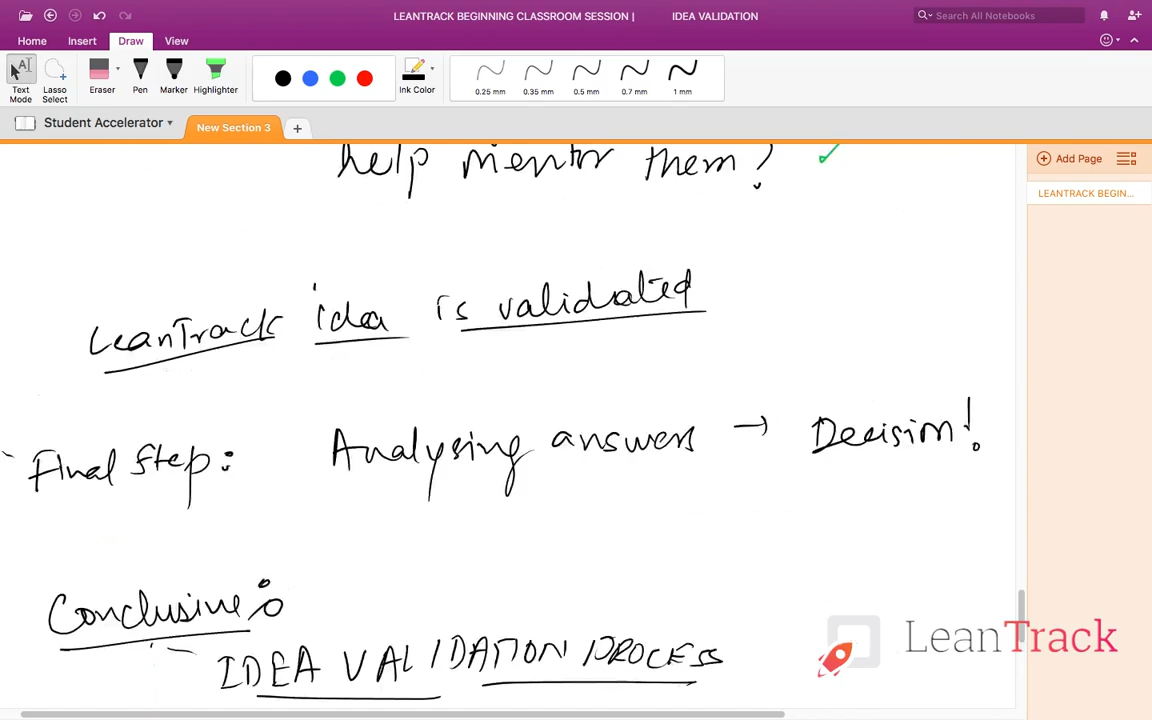 LEANTRACK BEGINNING CLASSROOM SESSION | IDEA VALIDATION
Search All Notebooks
Home Insert Draw View
Text Mode
Lasso Select
Eraser
Pen
Marker
Highlighter
Ink Color
0.25 mm 0.35 mm 0.5 mm 0.7 mm 1 mm
Student Accelerator
New Section 3
+
Add Page
LEANTRACK BEGIN...
help mentor them? ✓
LeanTrack idea is validated
Final Step: Analysing answers → Decision!
Conclusive:
IDEA VALIDATION PROCESS
LeanTrack